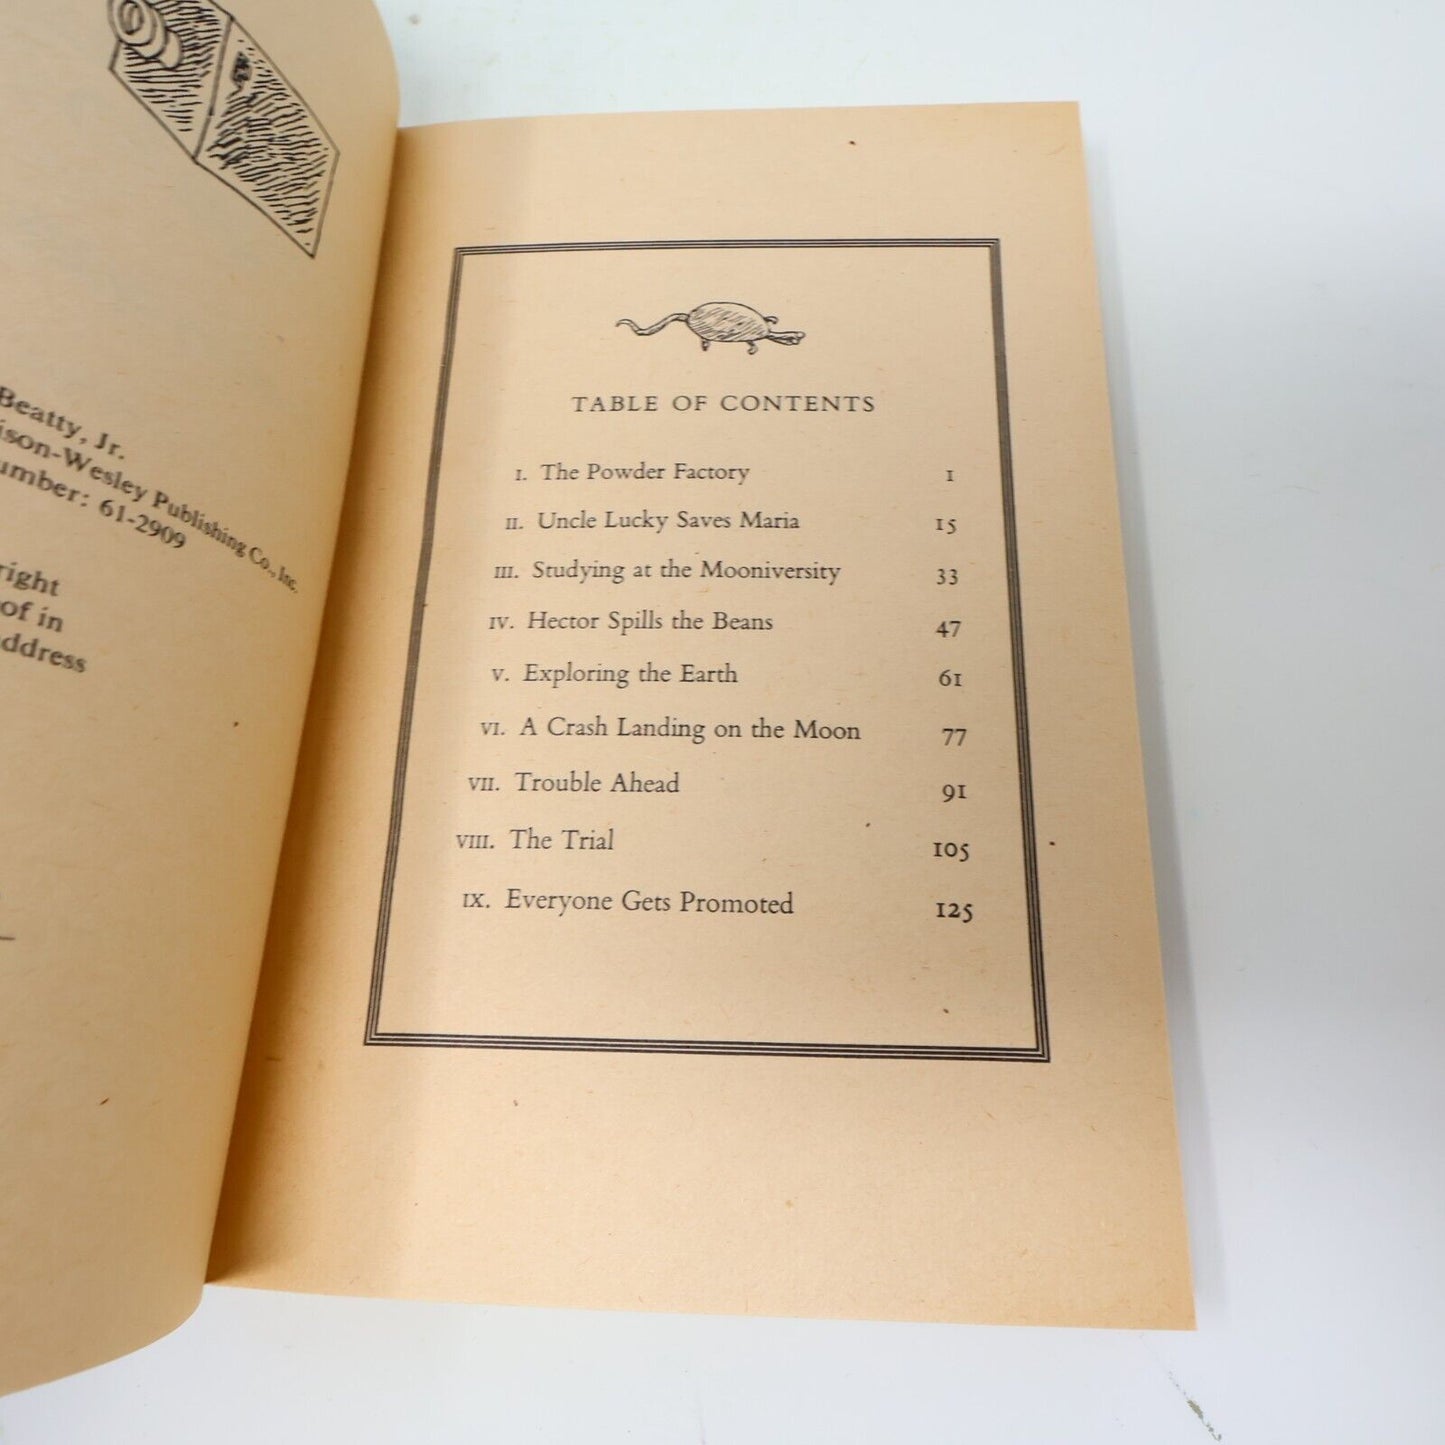 Beatty, Jr.
ison-Wesley Publishing Co., Inc.
umber: 61-2909
right
of in
ddress
TABLE OF CONTENTS
I. The Powder Factory 1
II. Uncle Lucky Saves Maria 15
III. Studying at the Mooniversity 33
IV. Hector Spills the Beans 47
V. Exploring the Earth 61
VI. A Crash Landing on the Moon 77
VII. Trouble Ahead 91
VIII. The Trial 105
IX. Everyone Gets Promoted 125